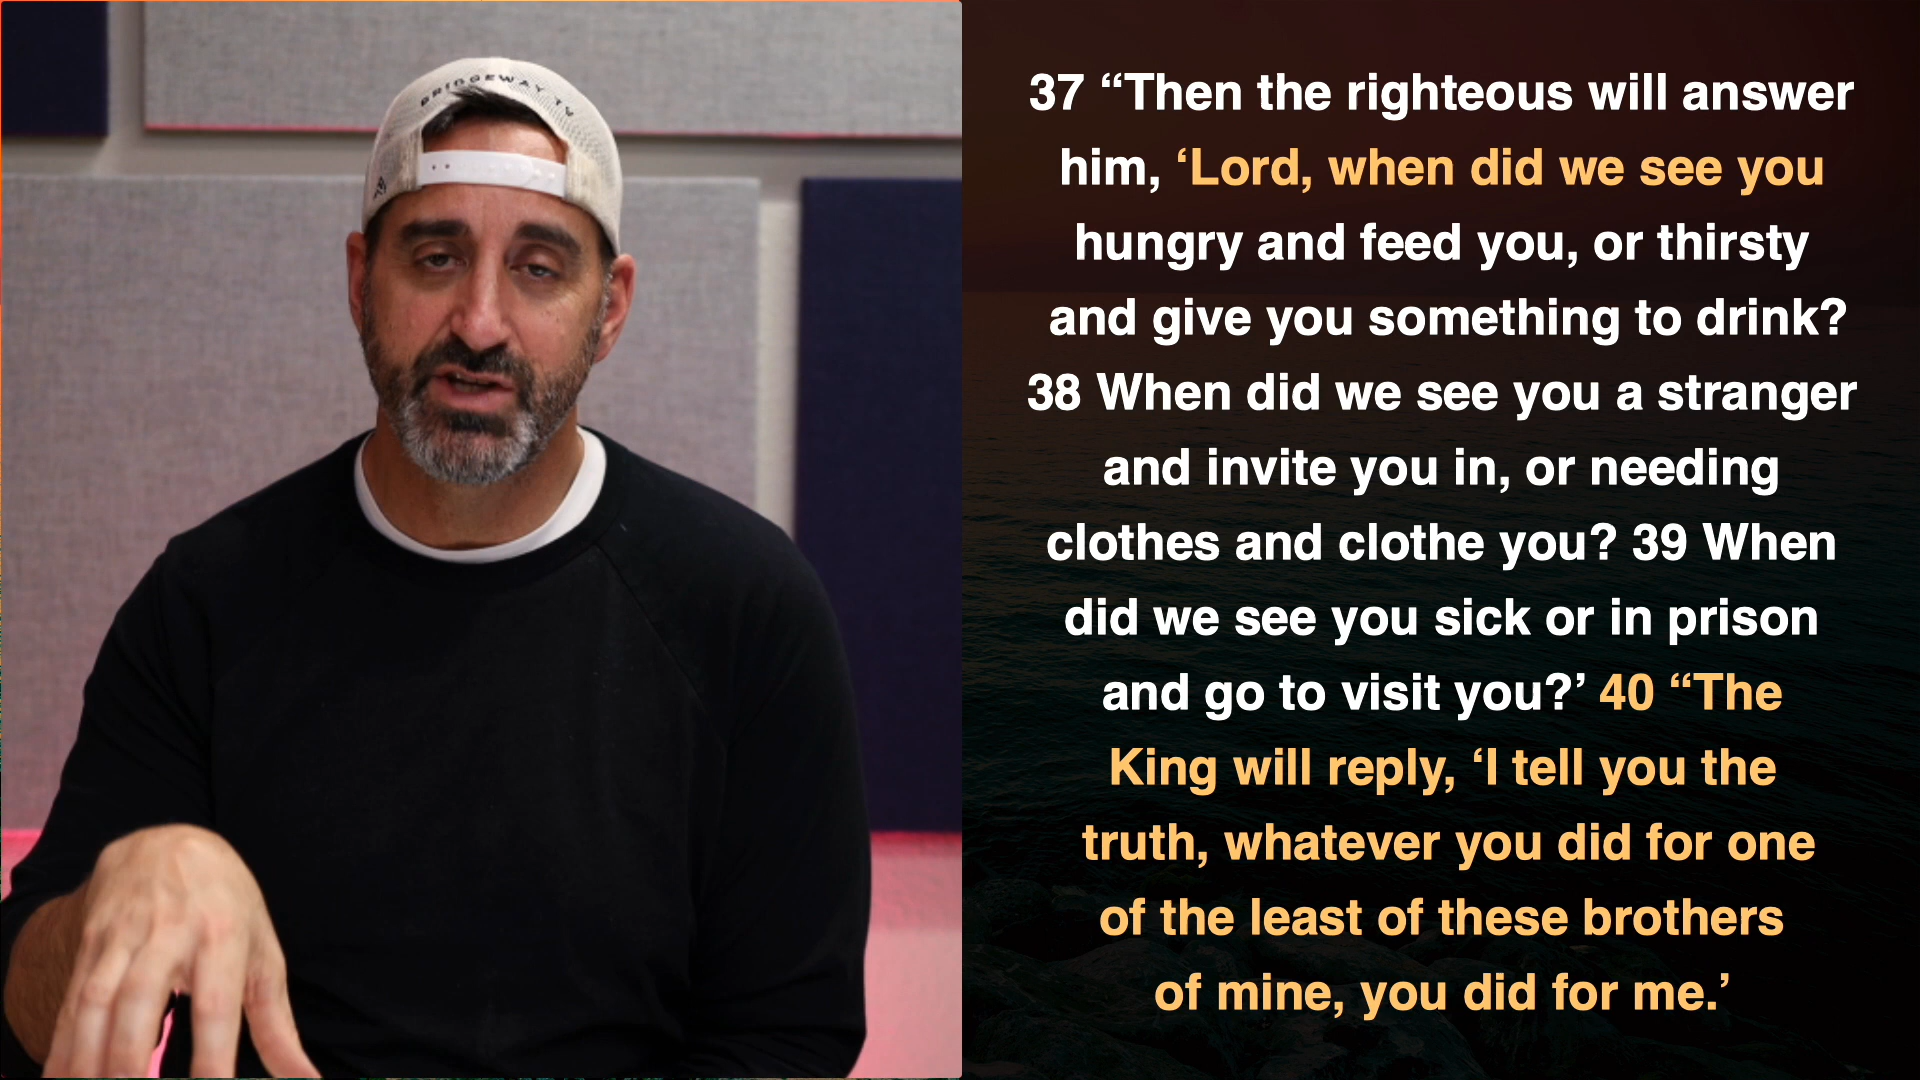 BRIDGEWAY TV
37 “Then the righteous will answer
him, ‘Lord, when did we see you
hungry and feed you, or thirsty
and give you something to drink?
38 When did we see you a stranger
and invite you in, or needing
clothes and clothe you? 39 When
did we see you sick or in prison
and go to visit you?’ 40 “The
King will reply, ‘I tell you the
truth, whatever you did for one
of the least of these brothers
of mine, you did for me.’